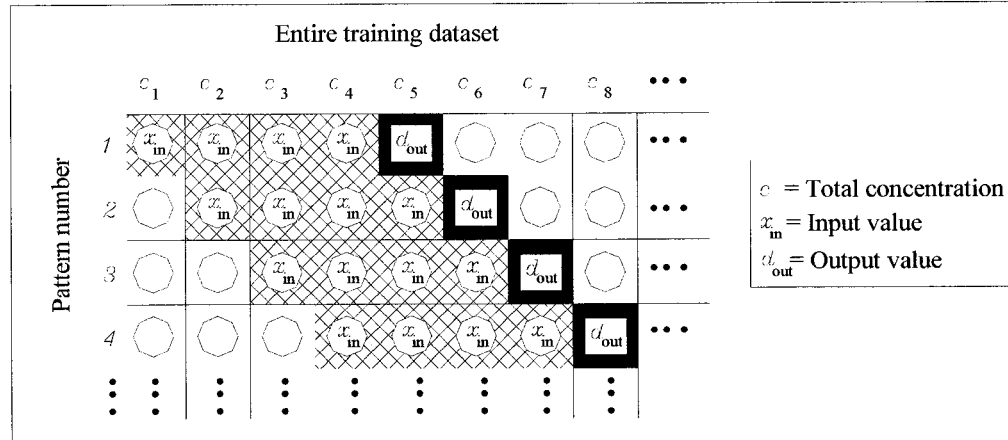 Entire training dataset
c1 c2 c3 c4 c5 c6 c7 c8 •••
Pattern number
1 xin xin xin xin dout •••
2 xin xin xin xin dout •••
3 xin xin xin xin dout •••
4 xin xin xin xin dout •••
c = Total concentration
xin = Input value
dout = Output value